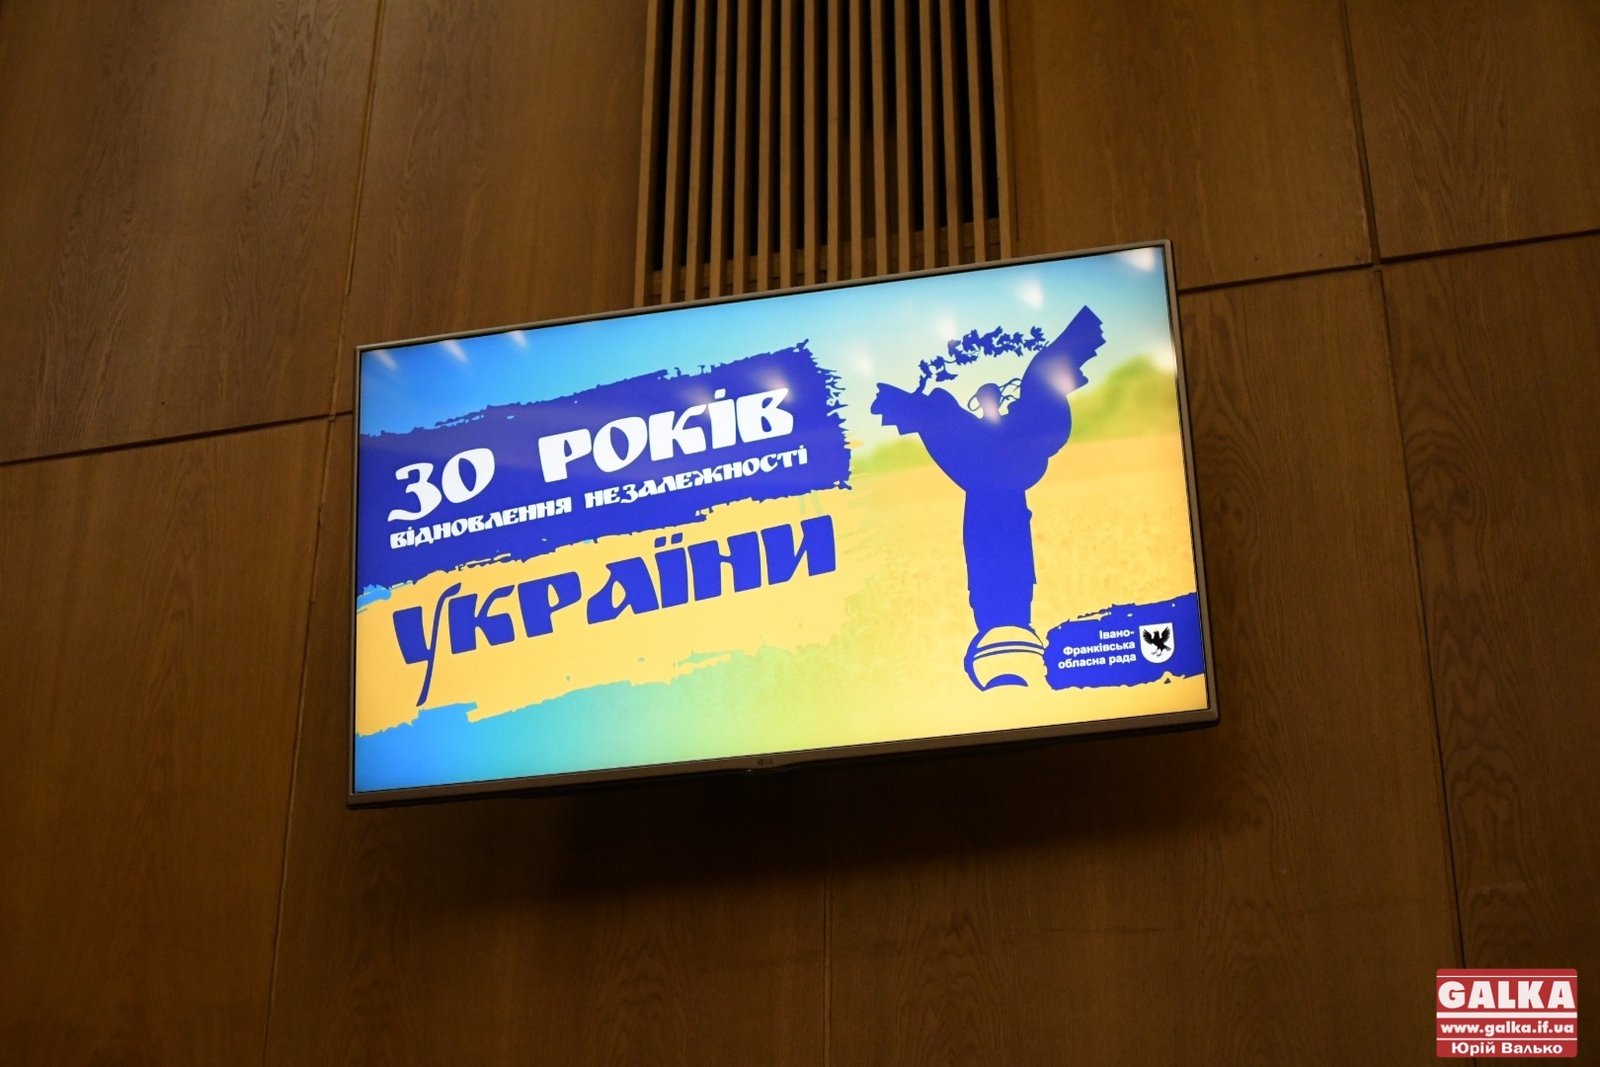 30 РОКІВ
ВІДНОВЛЕННЯ НЕЗАЛЕЖНОСТІ
УКРАЇНИ
Івано-
Франківська
обласна рада
LG
GALKA
www.galka.if.ua
Юрій Валько